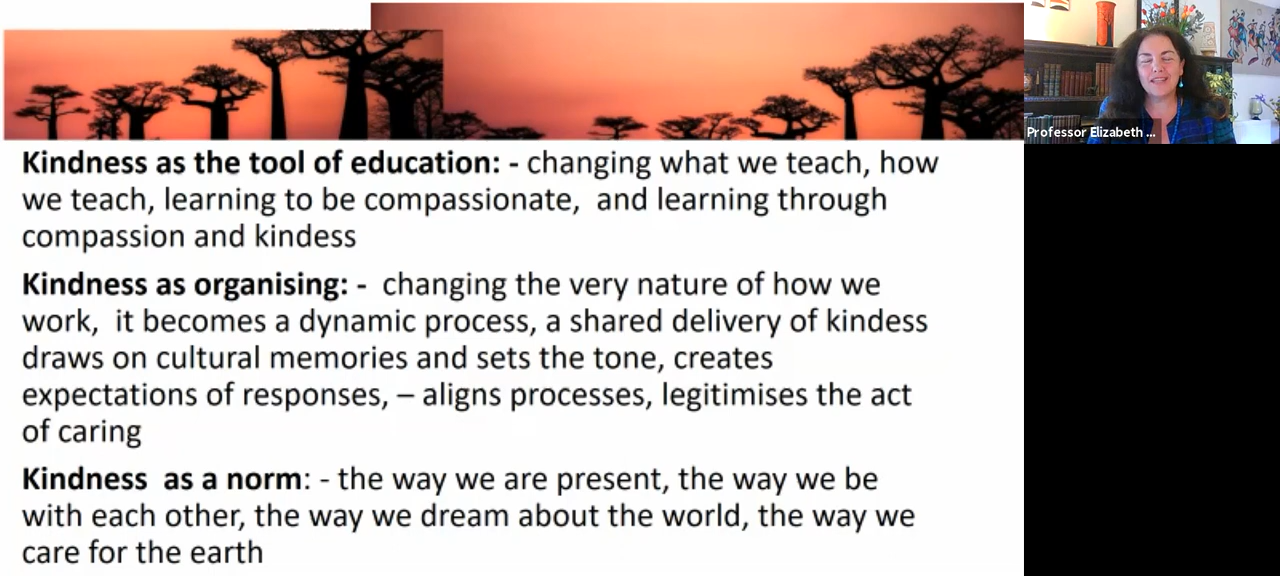 Professor Elizabeth ...
Kindness as the tool of education: - changing what we teach, how
we teach, learning to be compassionate, and learning through
compassion and kindess
Kindness as organising: - changing the very nature of how we
work, it becomes a dynamic process, a shared delivery of kindess
draws on cultural memories and sets the tone, creates
expectations of responses, – aligns processes, legitimises the act
of caring
Kindness as a norm: - the way we are present, the way we be
with each other, the way we dream about the world, the way we
care for the earth